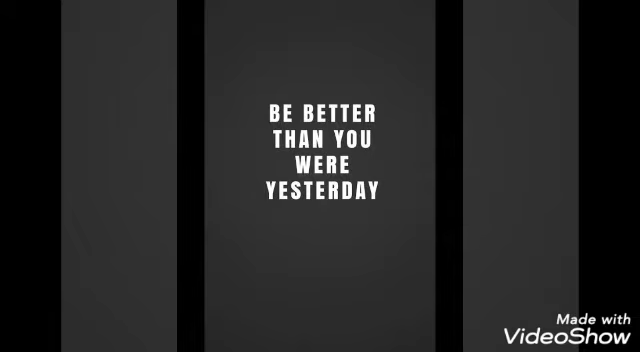 BE BETTER
THAN YOU
WERE
YESTERDAY
Made with
VideoShow